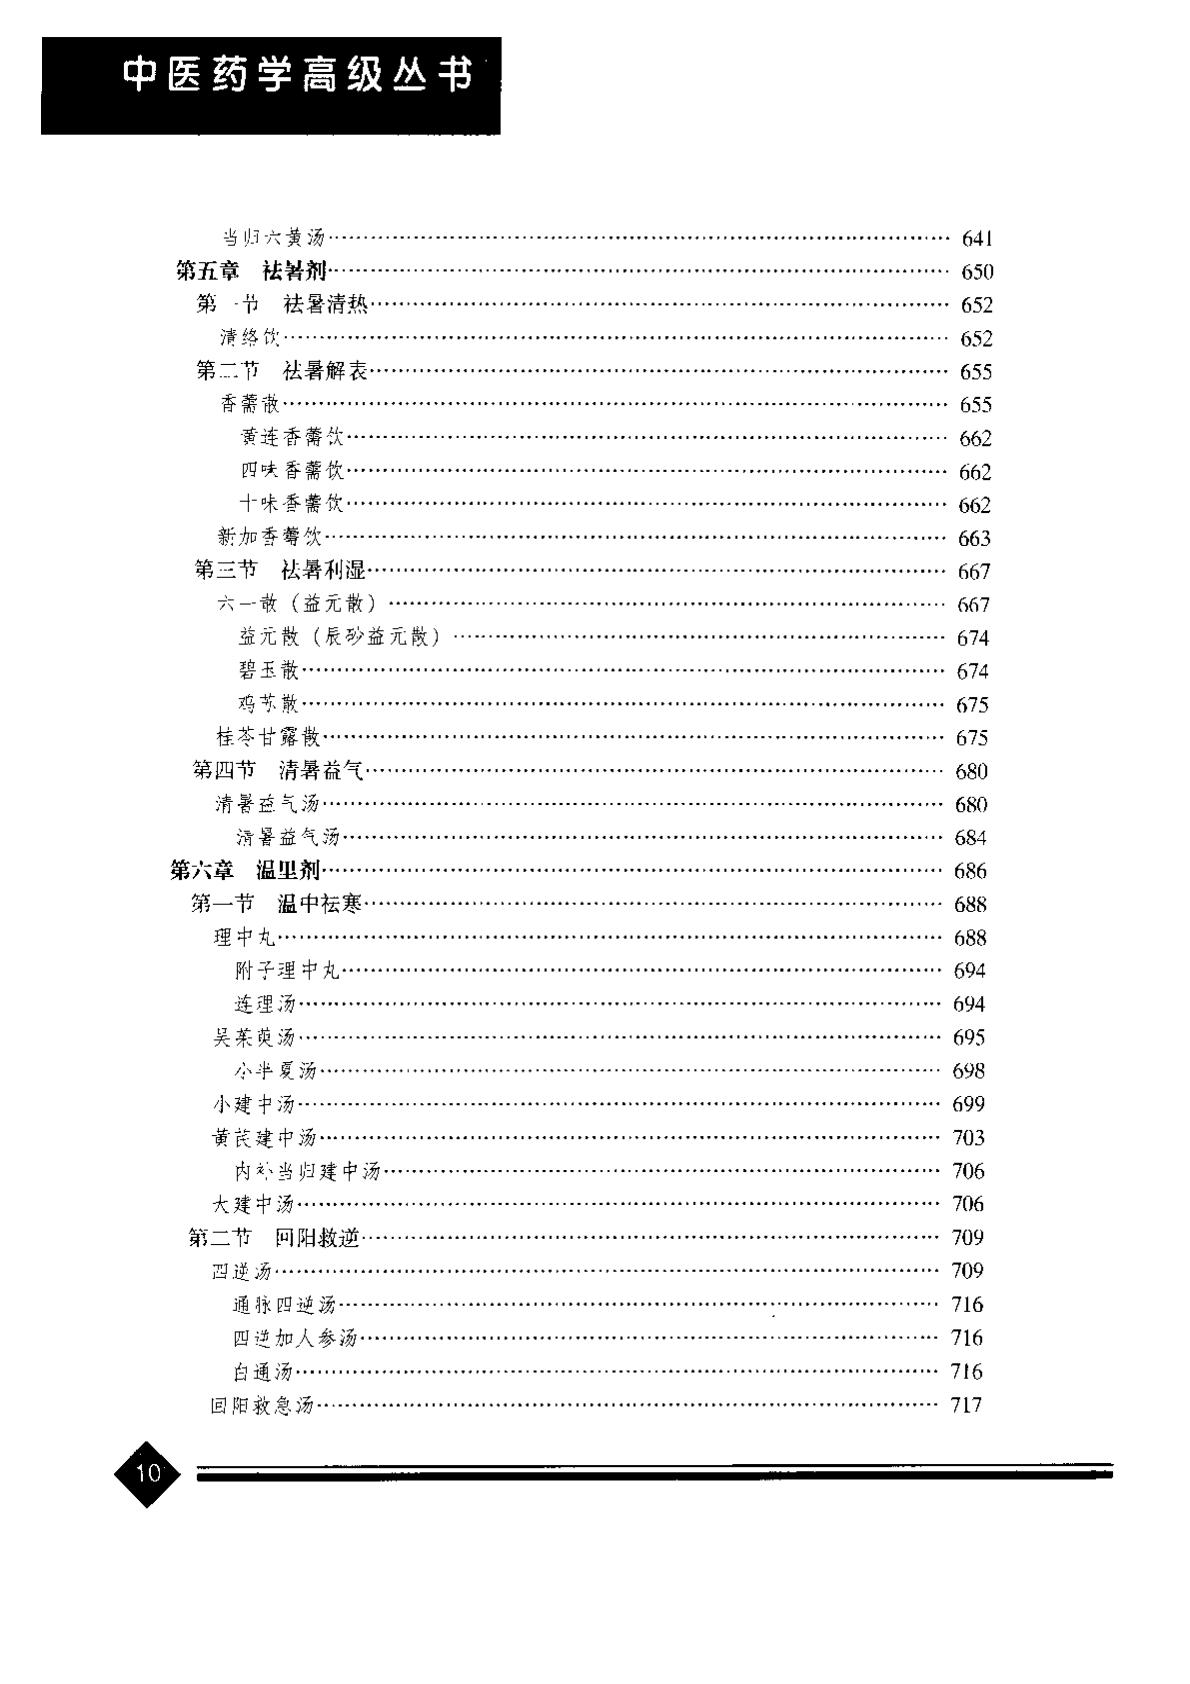 中医药学高级丛书
当归六黄汤…… 641
第五章 祛暑剂…… 650
第一节 祛暑清热…… 652
清络饮…… 652
第二节 祛暑解表…… 655
香薷散…… 655
黄连香薷饮…… 662
四味香薷饮…… 662
十味香薷饮…… 662
新加香薷饮…… 663
第三节 祛暑利湿…… 667
六一散（益元散）…… 667
益元散（辰砂益元散）…… 674
碧玉散…… 674
鸡苏散…… 675
桂苓甘露散…… 675
第四节 清暑益气…… 680
清暑益气汤…… 680
清暑益气汤…… 684
第六章 温里剂…… 686
第一节 温中祛寒…… 688
理中丸…… 688
附子理中丸…… 694
连理汤…… 694
吴茱萸汤…… 695
小半夏汤…… 698
小建中汤…… 699
黄芪建中汤…… 703
内补当归建中汤…… 706
大建中汤…… 706
第二节 回阳救逆…… 709
四逆汤…… 709
通脉四逆汤…… 716
四逆加人参汤…… 716
白通汤…… 716
回阳救急汤…… 717
10